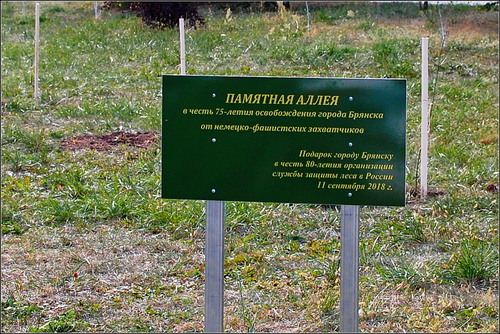 ПАМЯТНАЯ АЛЛЕЯ
в честь 75-летия освобождения города Брянска
от немецко-фашистских захватчиков
Подарок городу Брянску
в честь 80-летия организации
службы защиты леса в России
11 сентября 2018 г.